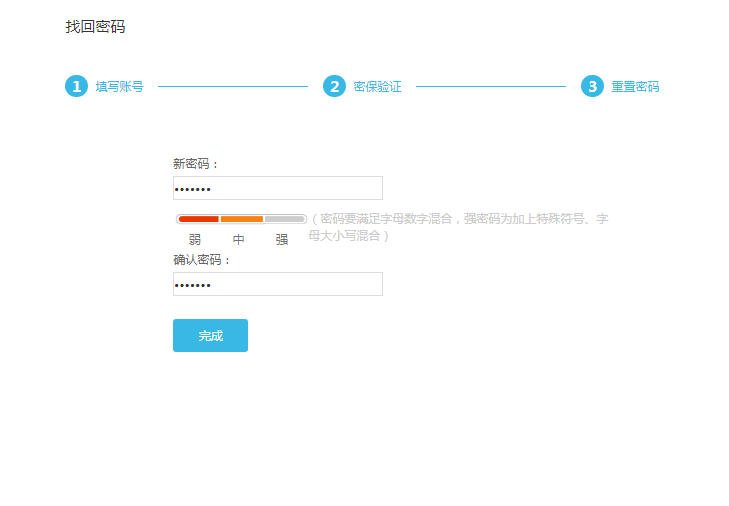 找回密码
1 填写账号 2 密保验证 3 重置密码
新密码：
•••••••
（密码要满足字母数字混合，强密码为加上特殊符号、字
母大小写混合）
弱 中 强
确认密码：
•••••••
完成